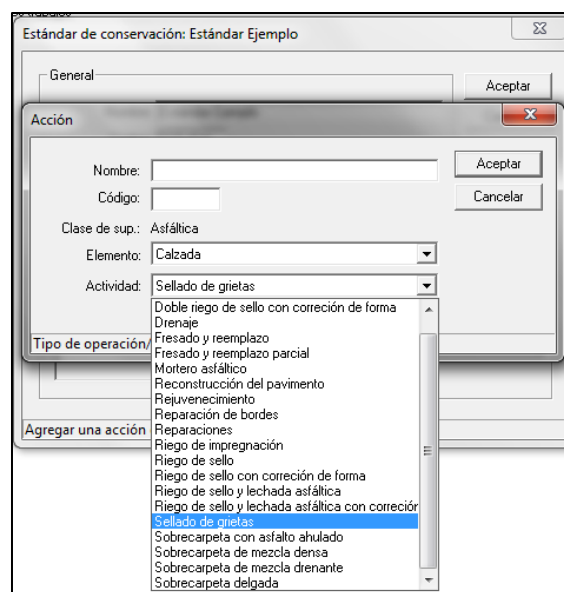 Estándar de conservación: Estándar Ejemplo
General
Aceptar
Acción
Nombre:
Aceptar
Código:
Cancelar
Clase de sup.: Asfáltica
Elemento: Calzada
Actividad: Sellado de grietas
Doble riego de sello con correción de forma
Drenaje
Fresado y reemplazo
Tipo de operación/
Fresado y reemplazo parcial
Mortero asfáltico
Reconstrucción del pavimento
Rejuvenecimiento
Reparación de bordes
Agregar una acción
Reparaciones
Riego de impregnación
Riego de sello
Riego de sello con correción de forma
Riego de sello y lechada asfáltica
Riego de sello y lechada asfáltica con correción
Sellado de grietas
Sobrecarpeta con asfalto ahulado
Sobrecarpeta de mezcla densa
Sobrecarpeta de mezcla drenante
Sobrecarpeta delgada